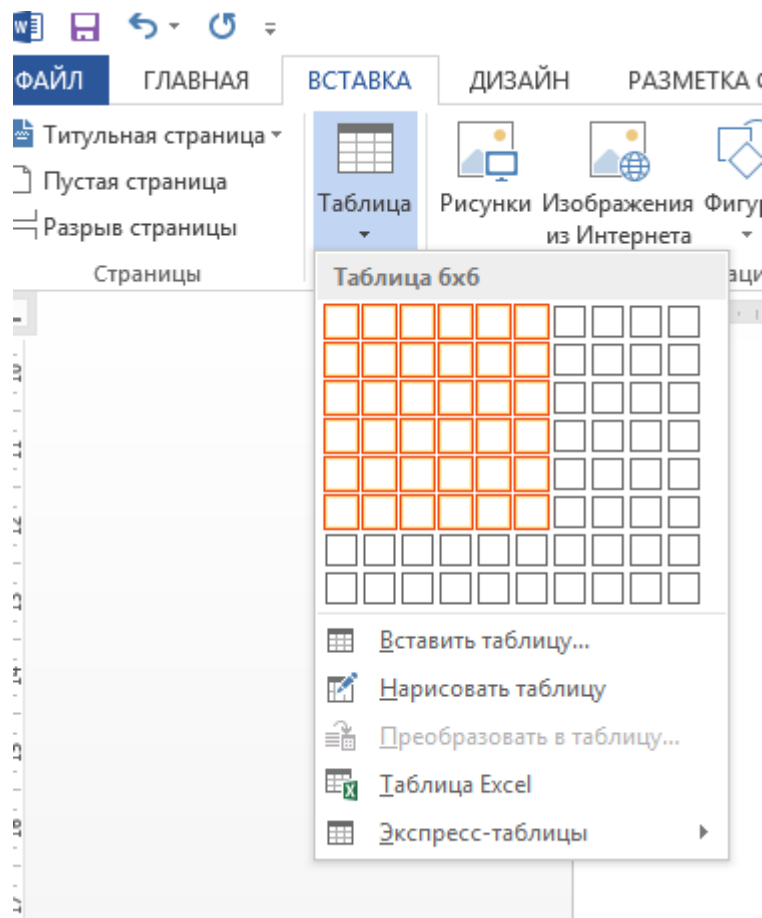 ФАЙЛ ГЛАВНАЯ ВСТАВКА ДИЗАЙН РАЗМЕТКА
Титульная страница
Пустая страница
Разрыв страницы
Страницы
Таблица
Рисунки
Изображения
из Интернета
Фигур
Таблица 6x6
Вставить таблицу...
Нарисовать таблицу
Преобразовать в таблицу...
Таблица Excel
Экспресс-таблицы